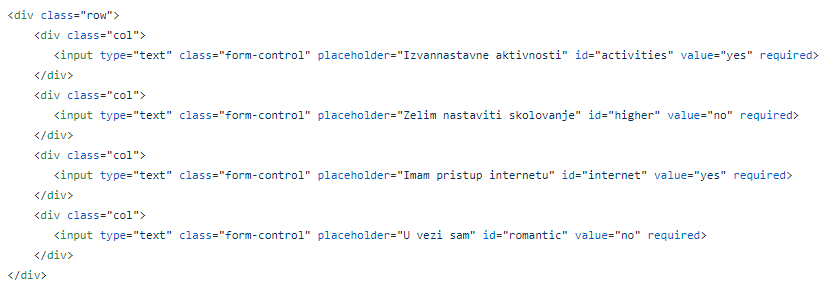 <div class="row">
<div class="col">
<input type="text" class="form-control" placeholder="Izvannastavne aktivnosti" id="activities" value="yes" required>
</div>
<div class="col">
<input type="text" class="form-control" placeholder="Zelim nastaviti skolovanje" id="higher" value="no" required>
</div>
<div class="col">
<input type="text" class="form-control" placeholder="Imam pristup internetu" id="internet" value="yes" required>
</div>
<div class="col">
<input type="text" class="form-control" placeholder="U vezi sam" id="romantic" value="no" required>
</div>
</div>